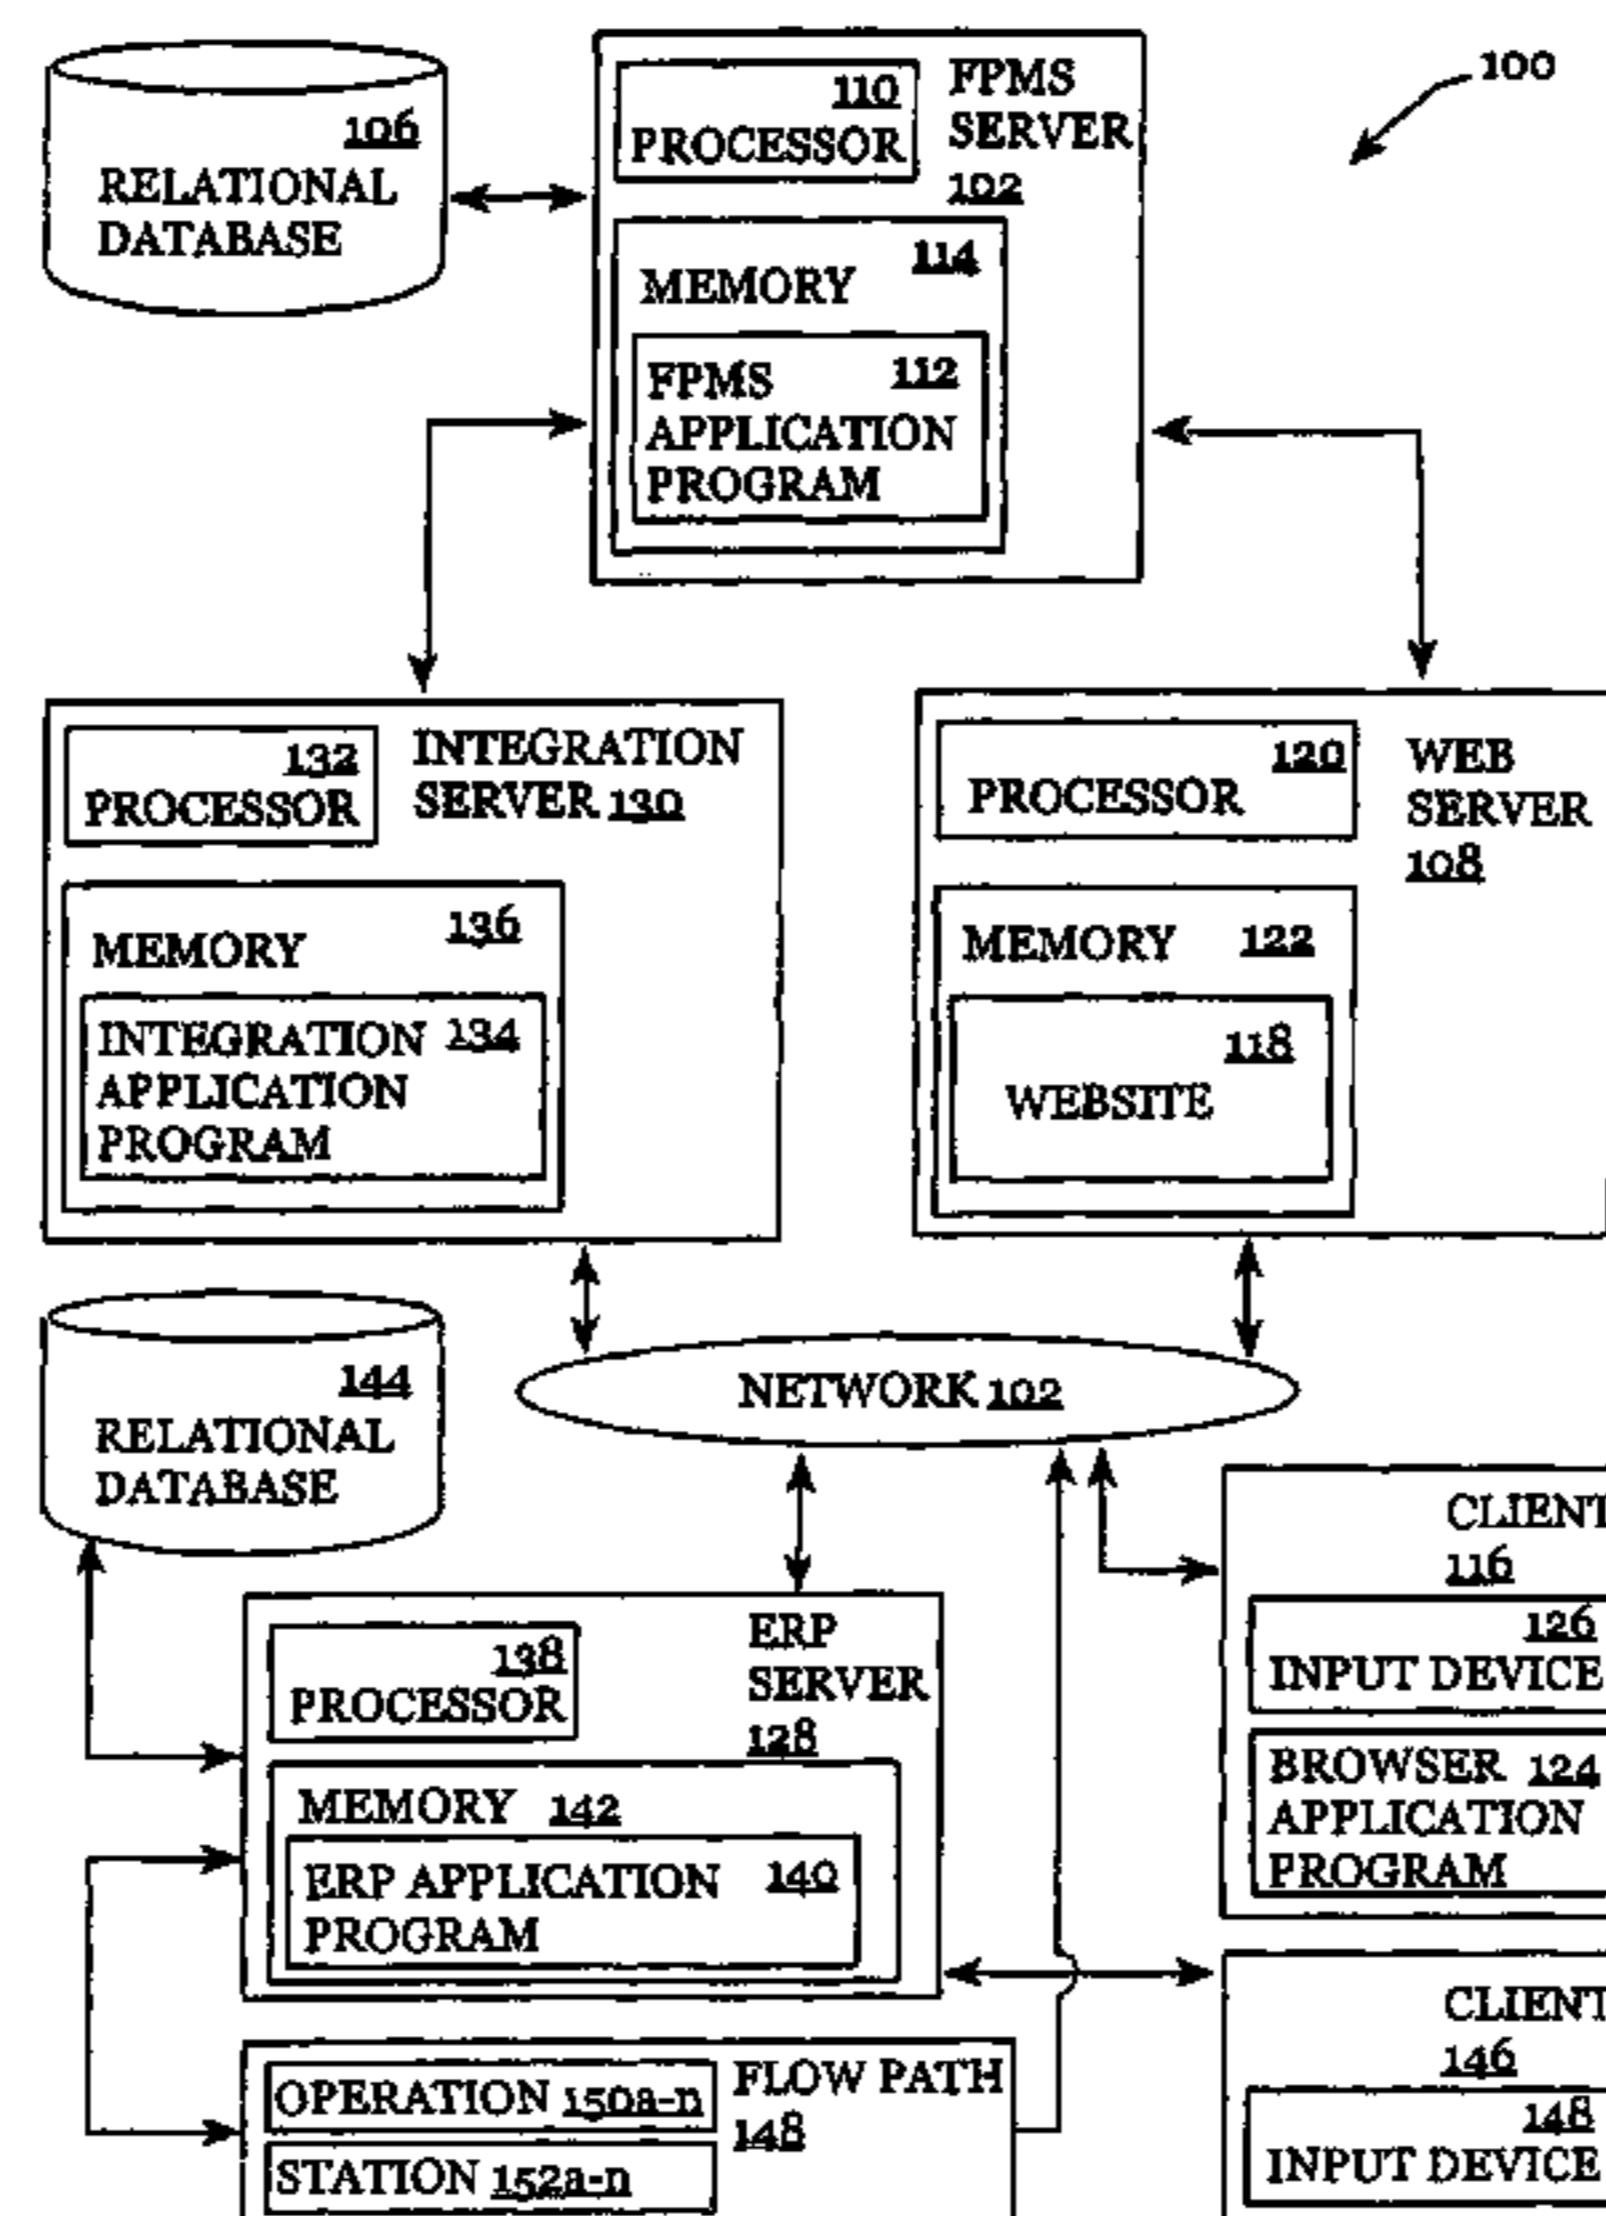 100
106
RELATIONAL
DATABASE
110
PROCESSOR
FPMS
SERVER
102
114
MEMORY
112
FPMS
APPLICATION
PROGRAM
132
PROCESSOR
INTEGRATION
SERVER 130
136
MEMORY
INTEGRATION 134
APPLICATION
PROGRAM
120
PROCESSOR
WEB
SERVER
108
MEMORY 122
118
WEBSITE
144
RELATIONAL
DATABASE
NETWORK 102
138
PROCESSOR
ERP
SERVER
128
MEMORY 142
ERP APPLICATION 140
PROGRAM
CLIENT
116
126
INPUT DEVICE
BROWSER 124
APPLICATION
PROGRAM
OPERATION 150a-n
STATION 152a-n
FLOW PATH
148
CLIENT
146
148
INPUT DEVICE